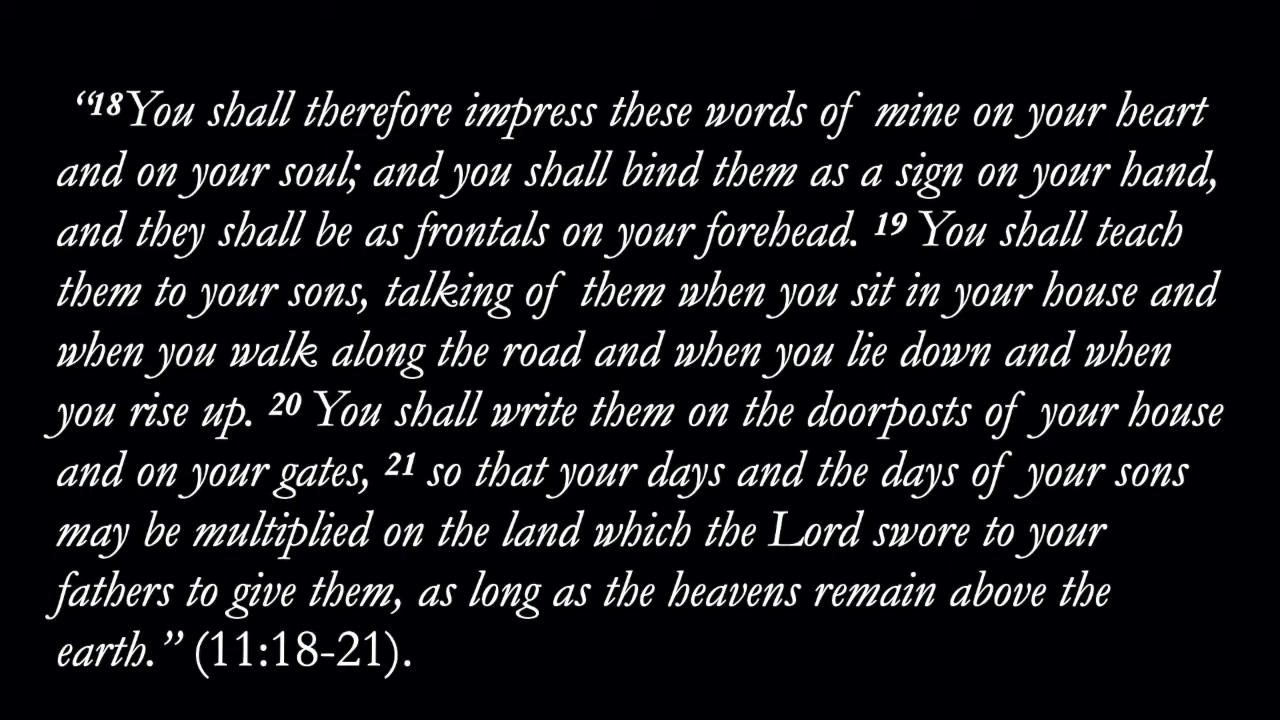 “18You shall therefore impress these words of mine on your heart
and on your soul; and you shall bind them as a sign on your hand,
and they shall be as frontals on your forehead. 19 You shall teach
them to your sons, talking of them when you sit in your house and
when you walk along the road and when you lie down and when
you rise up. 20 You shall write them on the doorposts of your house
and on your gates, 21 so that your days and the days of your sons
may be multiplied on the land which the Lord swore to your
fathers to give them, as long as the heavens remain above the
earth.” (11:18-21).